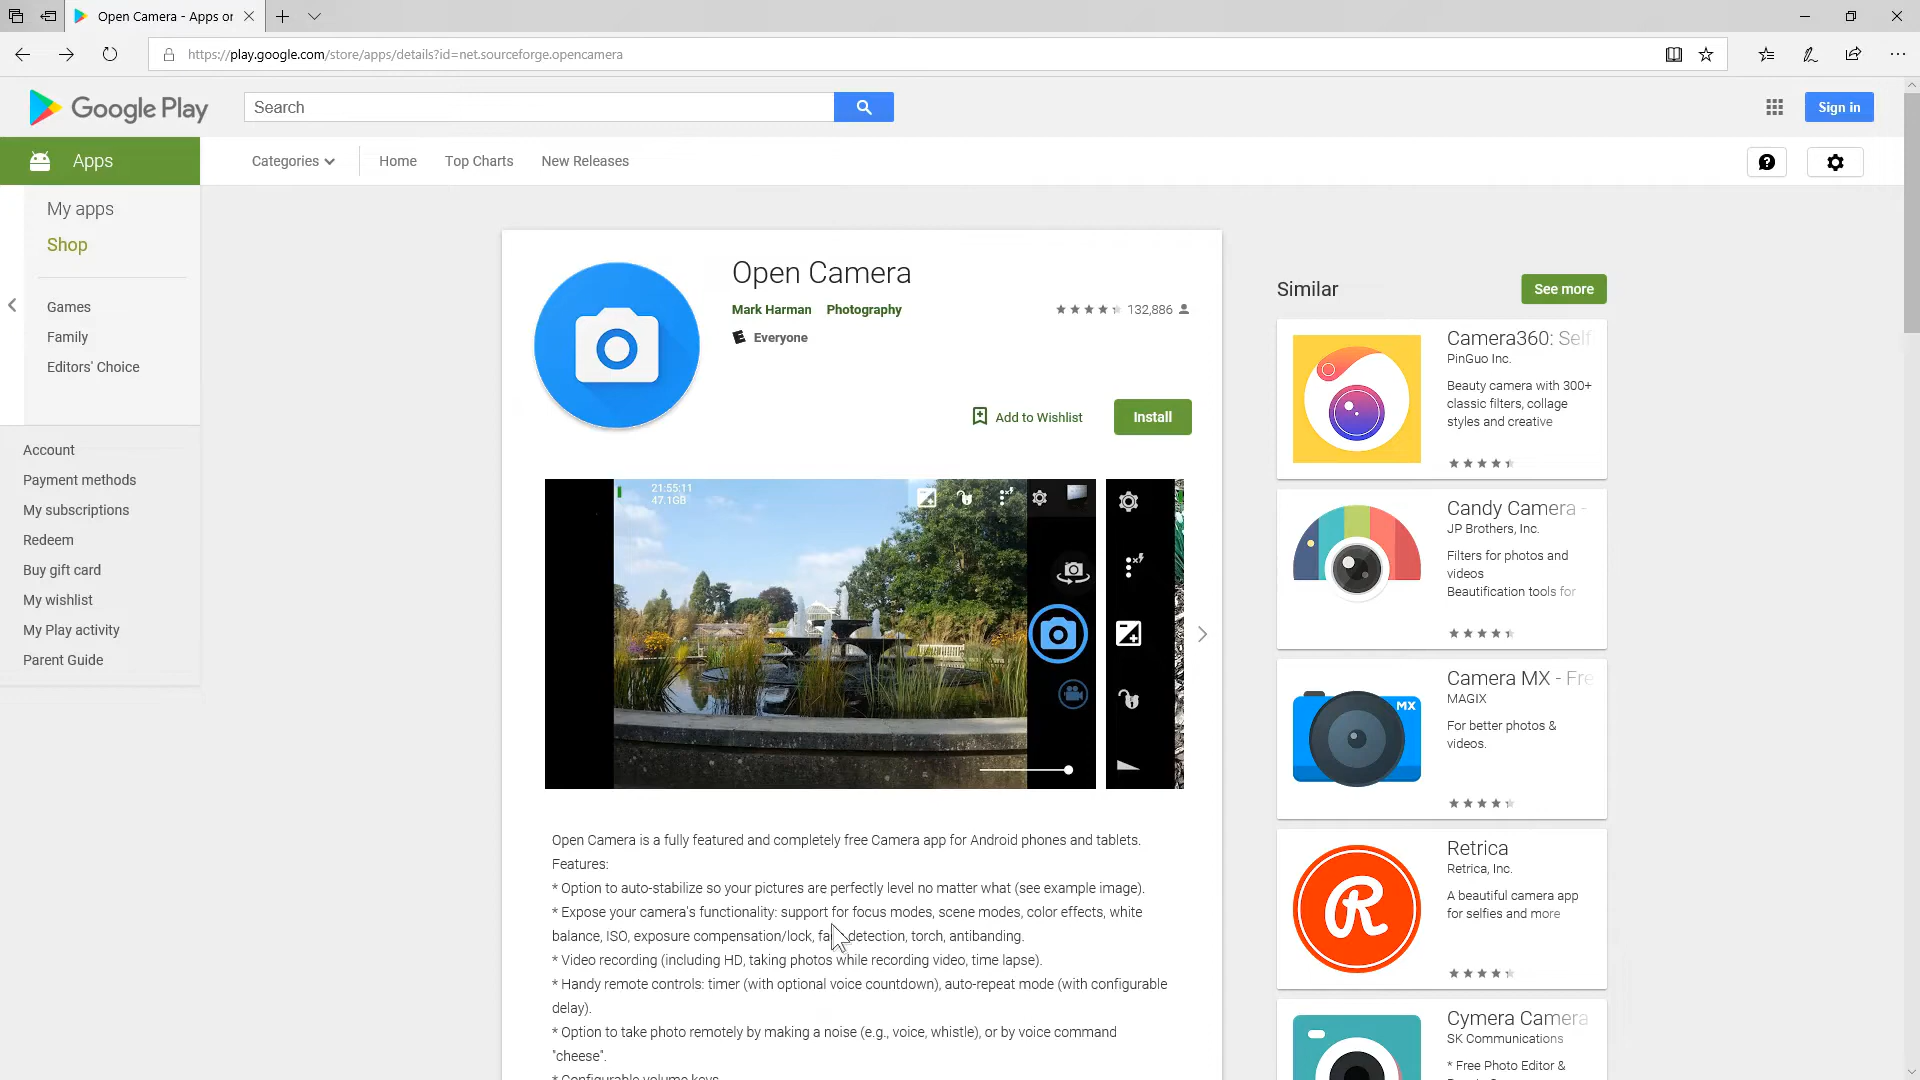 Open Camera - Apps or
https://play.google.com/store/apps/details?id=net.sourceforge.opencamera
Google Play
Search
Sign in
Apps
Categories
Home
Top Charts
New Releases
My apps
Shop
Games
Family
Editors' Choice
Account
Payment methods
My subscriptions
Redeem
Buy gift card
My wishlist
My Play activity
Parent Guide
Open Camera
Mark Harman Photography
132,886
Everyone
Add to Wishlist
Install
21:55:11
47.1GB
Open Camera is a fully featured and completely free Camera app for Android phones and tablets.
Features:
* Option to auto-stabilize so your pictures are perfectly level no matter what (see example image).
* Expose your camera's functionality: support for focus modes, scene modes, color effects, white
balance, ISO, exposure compensation/lock, detection, torch, antibanding.
* Video recording (including HD, taking photos while recording video, time lapse).
* Handy remote controls: timer (with optional voice countdown), auto-repeat mode (with configurable
delay).
* Option to take photo remotely by making a noise (e.g., voice, whistle), or by voice command
"cheese".
* Configurable volume keys
Similar
See more
Camera360: Self
PinGuo Inc.
Beauty camera with 300+
classic filters, collage
styles and creative
Candy Camera -
JP Brothers, Inc.
Filters for photos and
videos
Beautification tools for
MX
Camera MX - Fre
MAGIX
For better photos &
videos.
R
Retrica
Retrica, Inc.
A beautiful camera app
for selfies and more
Cymera Camera
SK Communications
* Free Photo Editor &